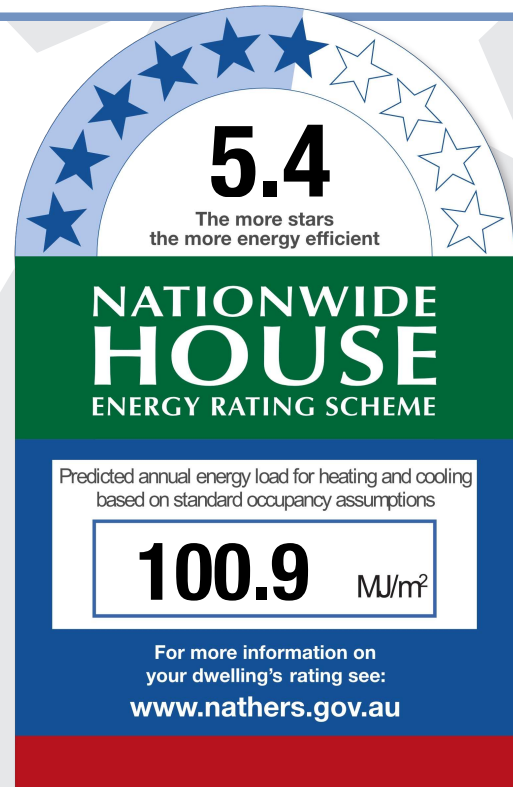 5.4
The more stars
the more energy efficient
NATIONWIDE
HOUSE
ENERGY RATING SCHEME
Predicted annual energy load for heating and cooling
based on standard occupancy assumptions
100.9 MJ/m²
For more information on
your dwelling's rating see:
www.nathers.gov.au